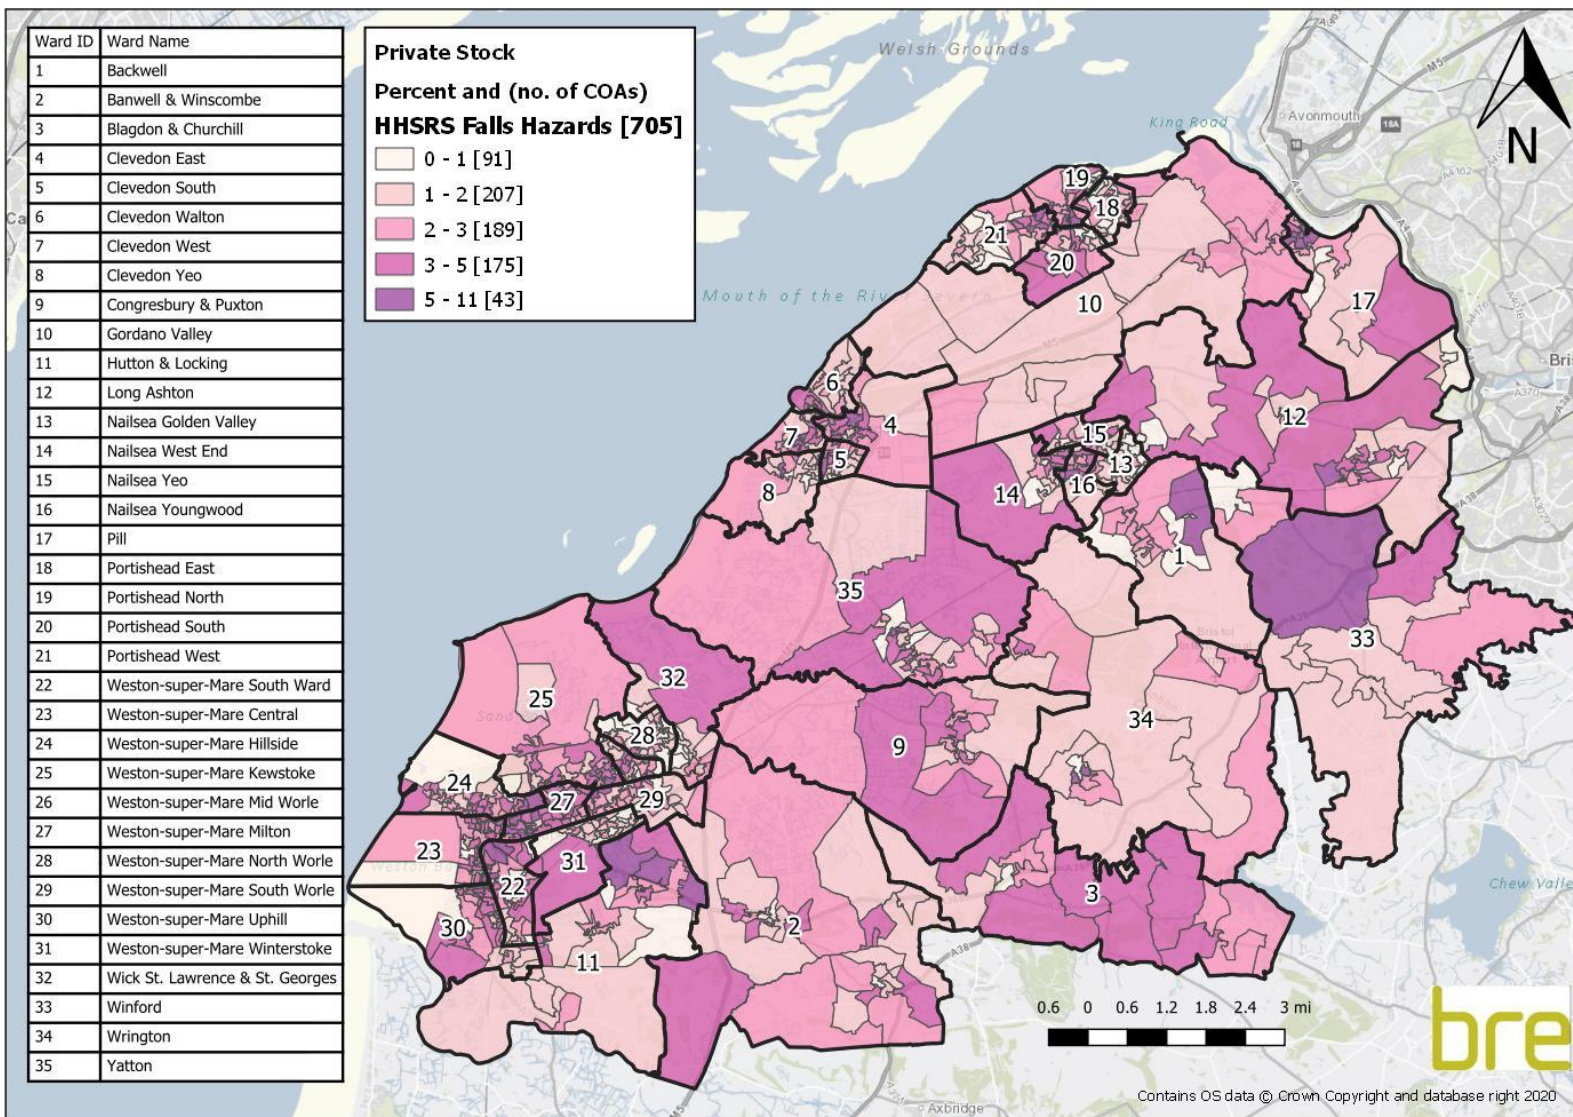 Ward ID Ward Name
1 Backwell
2 Banwell & Winscombe
3 Blagdon & Churchill
4 Clevedon East
5 Clevedon South
6 Clevedon Walton
7 Clevedon West
8 Clevedon Yeo
9 Congresbury & Puxton
10 Gordano Valley
11 Hutton & Locking
12 Long Ashton
13 Nailsea Golden Valley
14 Nailsea West End
15 Nailsea Yeo
16 Nailsea Youngwood
17 Pill
18 Portishead East
19 Portishead North
20 Portishead South
21 Portishead West
22 Weston-super-Mare South Ward
23 Weston-super-Mare Central
24 Weston-super-Mare Hillside
25 Weston-super-Mare Kewstoke
26 Weston-super-Mare Mid Worle
27 Weston-super-Mare Milton
28 Weston-super-Mare North Worle
29 Weston-super-Mare South Worle
30 Weston-super-Mare Uphill
31 Weston-super-Mare Winterstoke
32 Wick St. Lawrence & St. Georges
33 Winford
34 Wrington
35 Yatton
Private Stock
Percent and (no. of COAs)
HHSRS Falls Hazards [705]
0 - 1 [91]
1 - 2 [207]
2 - 3 [189]
3 - 5 [175]
5 - 11 [43]
Welsh Grounds
King Road
Avonmouth
M5
18A
18
N
Mouth of the River Severn
19
18
21
20
10
17
6
4
7
5
8
12
15
13
14
16
1
35
33
32
25
28
34
9
24
27
29
23
31
22
30
2
3
11
A4
A370
A38
Bristol
International
Airport
Chew Valle
A38
Axbridge
M5
0.6 0 0.6 1.2 1.8 2.4 3 mi
bre
Contains OS data © Crown Copyright and database right 2020